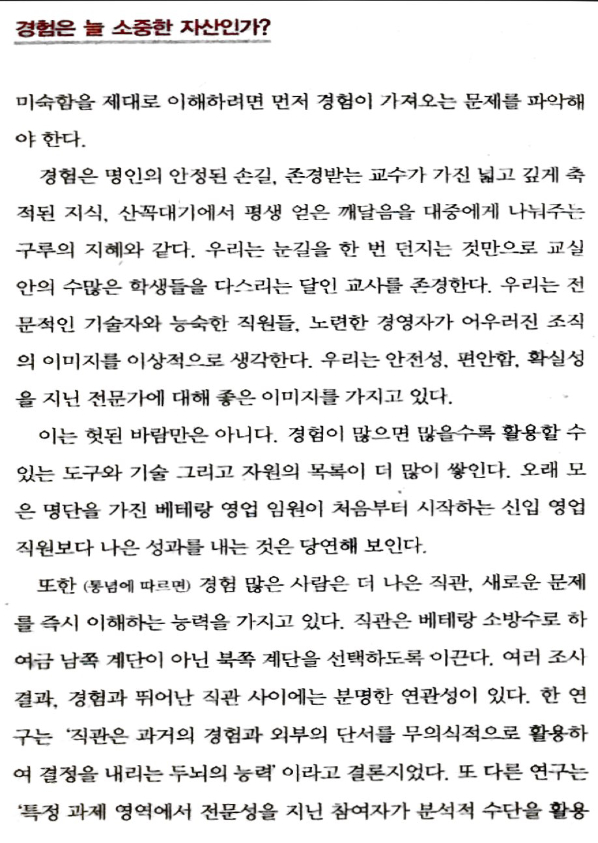 경험은 늘 소중한 자산인가?
미숙함을 제대로 이해하려면 먼저 경험이 가져오는 문제를 파악해
야 한다.
경험은 명인의 안정된 손길, 존경받는 교수가 가진 넓고 깊게 축
적된 지식, 산꼭대기에서 평생 얻은 깨달음을 대중에게 나눠주는
구루의 지혜와 같다. 우리는 눈길을 한 번 던지는 것만으로 교실
안의 수많은 학생들을 다스리는 달인 교사를 존경한다. 우리는 전
문적인 기술자와 능숙한 직원들, 노련한 경영자가 어우러진 조직
의 이미지를 이상적으로 생각한다. 우리는 안전성, 편안함, 확실성
을 지닌 전문가에 대해 좋은 이미지를 가지고 있다.
이는 헛된 바람만은 아니다. 경험이 많으면 많을수록 활용할 수
있는 도구와 기술 그리고 자원의 목록이 더 많이 쌓인다. 오래 모
은 명단을 가진 베테랑 영업 임원이 처음부터 시작하는 신입 영업
직원보다 나은 성과를 내는 것은 당연해 보인다.
또한 (통념에 따르면) 경험 많은 사람은 더 나은 직관, 새로운 문제
를 즉시 이해하는 능력을 가지고 있다. 직관은 베테랑 소방수로 하
여금 남쪽 계단이 아닌 북쪽 계단을 선택하도록 이끈다. 여러 조사
결과, 경험과 뛰어난 직관 사이에는 분명한 연관성이 있다. 한 연
구는 '직관은 과거의 경험과 외부의 단서를 무의식적으로 활용하
여 결정을 내리는 두뇌의 능력' 이라고 결론지었다. 또 다른 연구는
'특정 과제 영역에서 전문성을 지닌 참여자가 분석적 수단을 활용